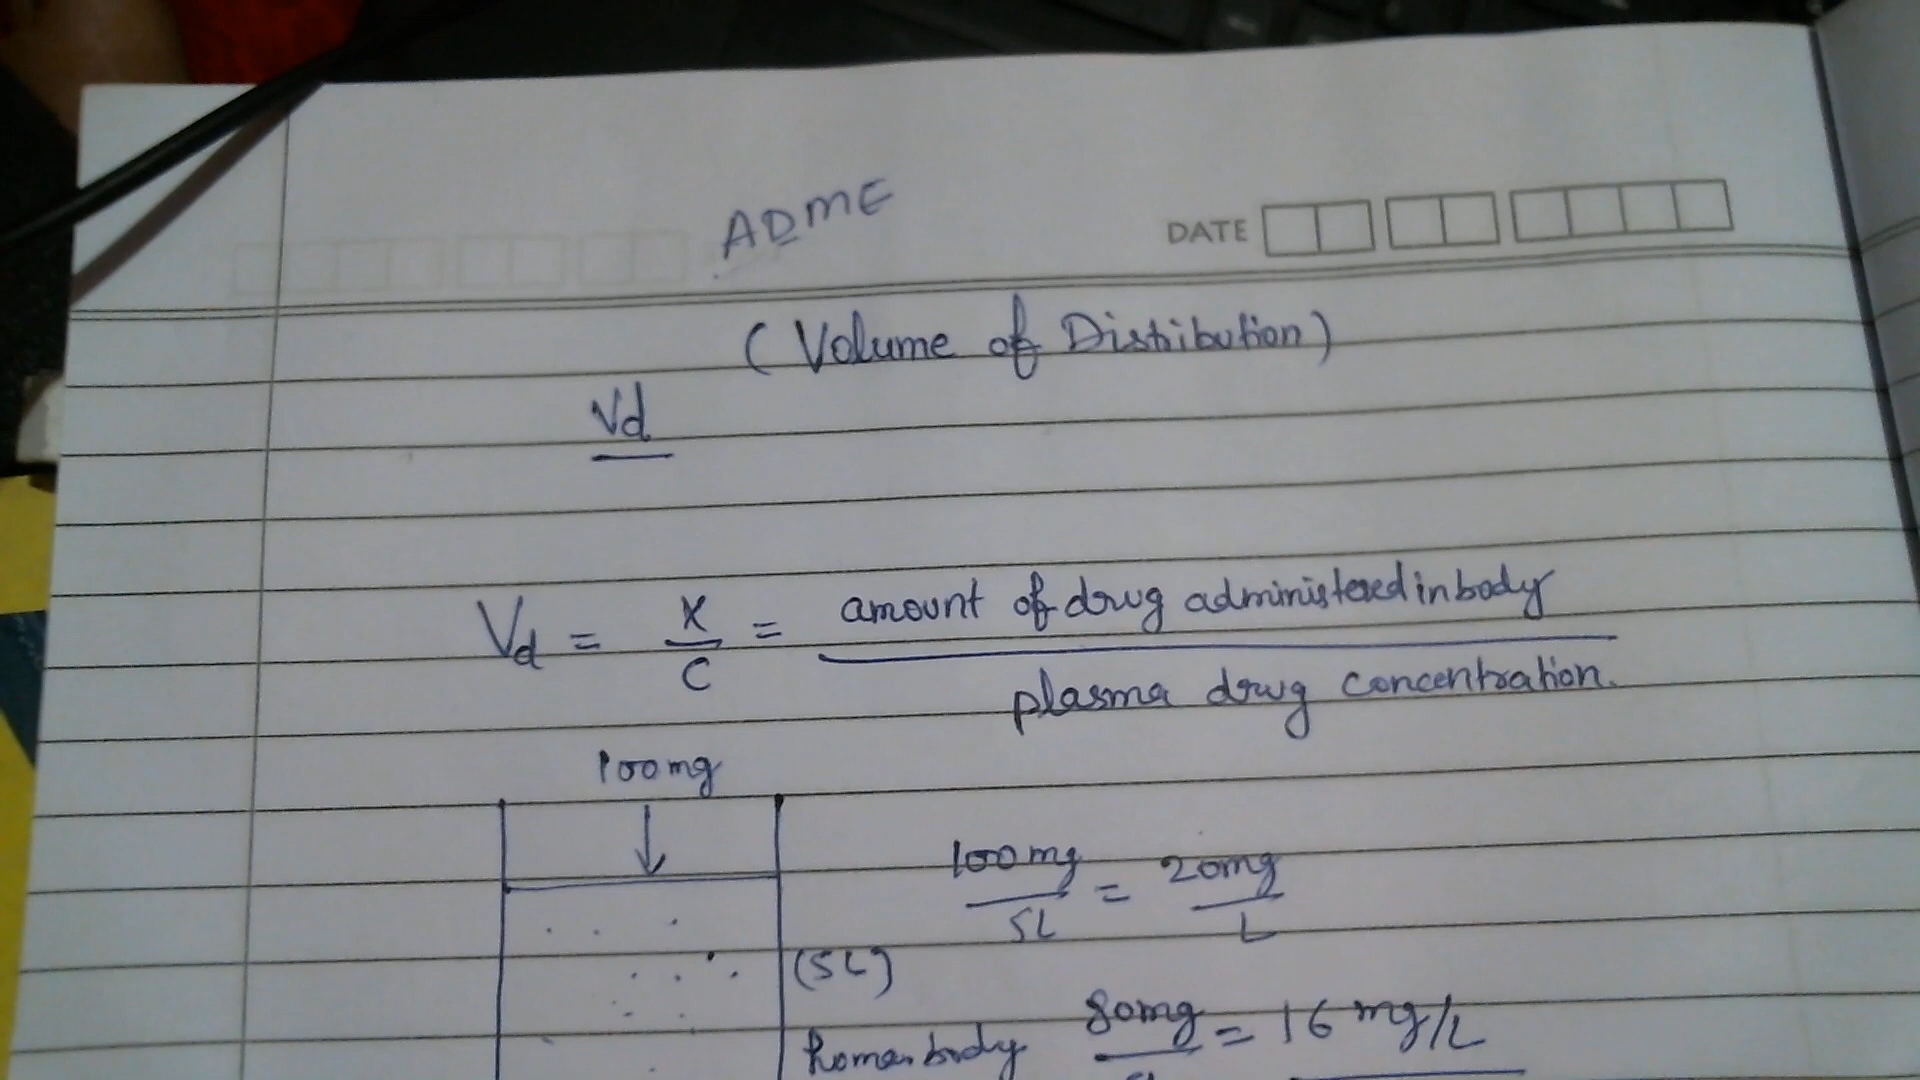 ADME
DATE
(Volume of Distribution)
Vd
Vd = X/C = amount of drug administered in body / plasma drug concentration.
100mg
100mg/5L = 20mg/L
(5L)
80mg/ = 16 mg/L
body